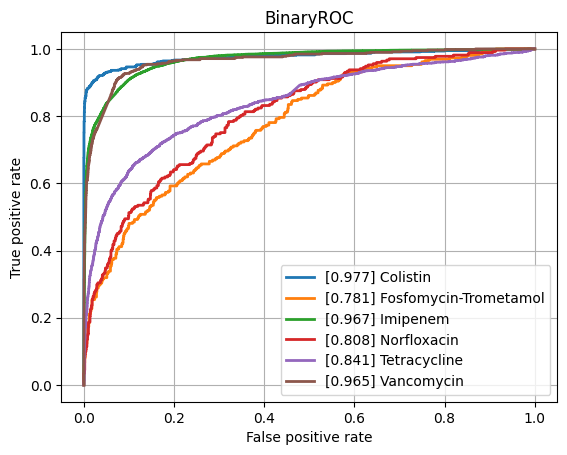 BinaryROC
1.0
0.8
0.6
0.4
0.2
0.0
True positive rate
[0.977] Colistin
[0.781] Fosfomycin-Trometamol
[0.967] Imipenem
[0.808] Norfloxacin
[0.841] Tetracycline
[0.965] Vancomycin
0.0 0.2 0.4 0.6 0.8 1.0
False positive rate